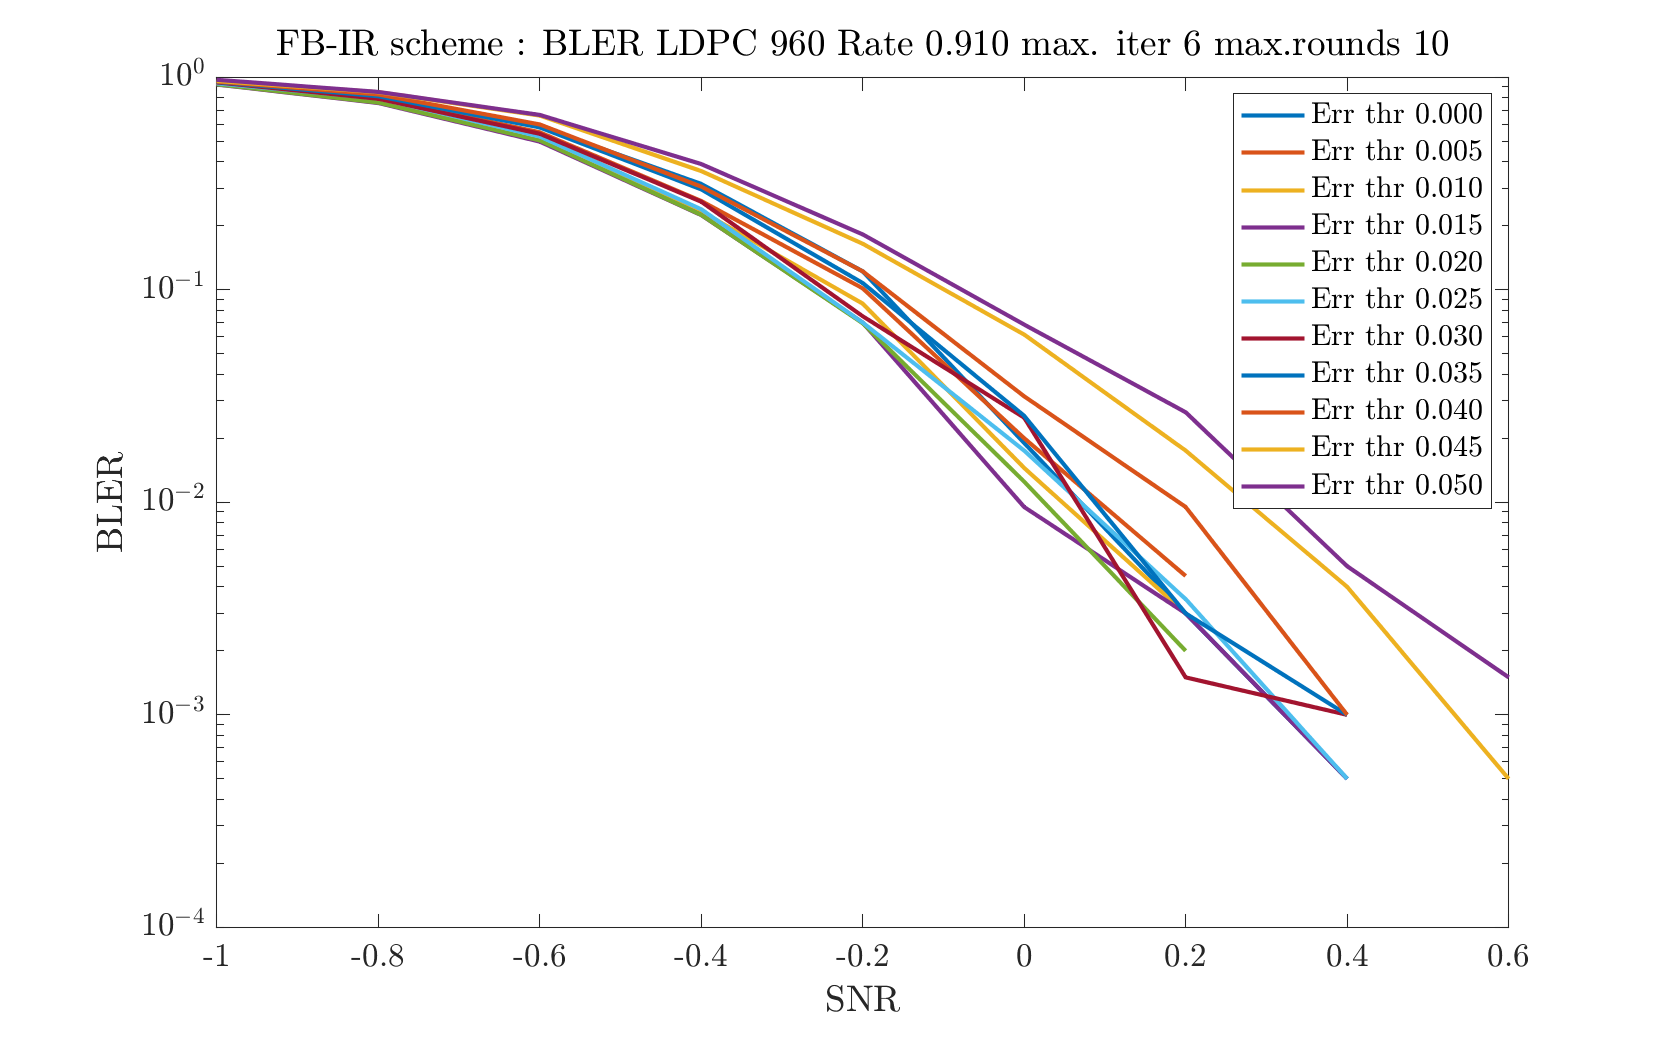 FB-IR scheme : BLER LDPC 960 Rate 0.910 max. iter 6 max.rounds 10
10^0
10^-1
10^-2
10^-3
10^-4
BLER
-1 -0.8 -0.6 -0.4 -0.2 0 0.2 0.4 0.6
SNR
Err thr 0.000
Err thr 0.005
Err thr 0.010
Err thr 0.015
Err thr 0.020
Err thr 0.025
Err thr 0.030
Err thr 0.035
Err thr 0.040
Err thr 0.045
Err thr 0.050